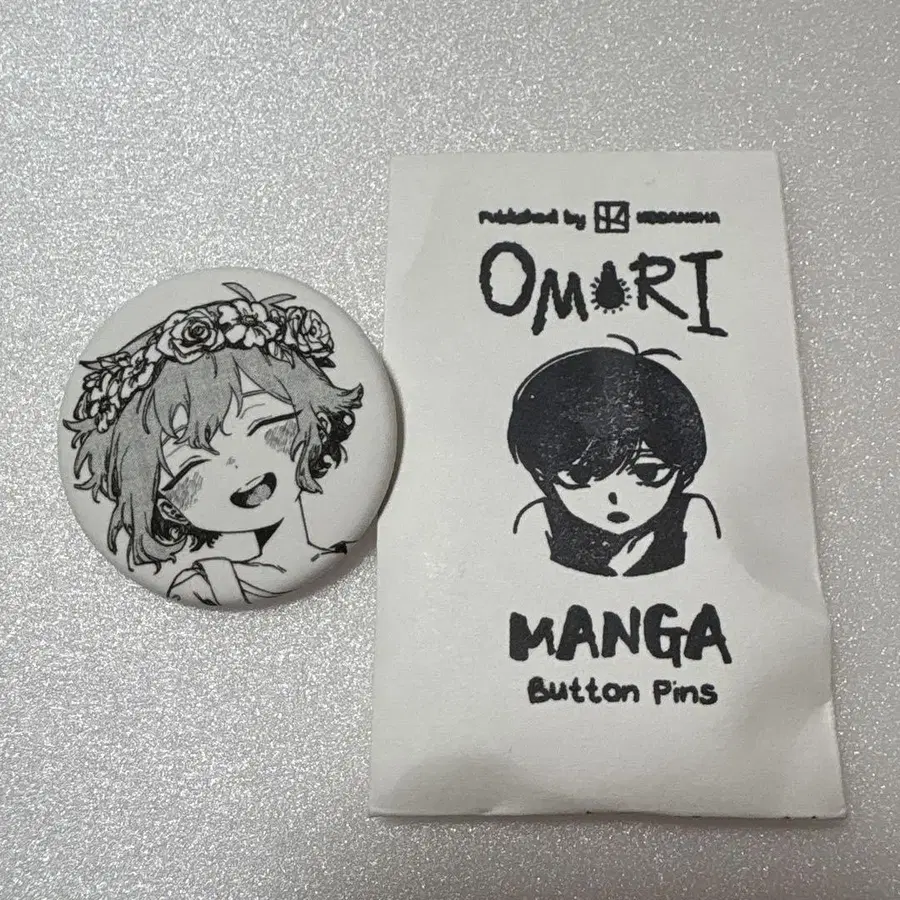 Published by KODANSHA
OMORI
MANGA
Button Pins